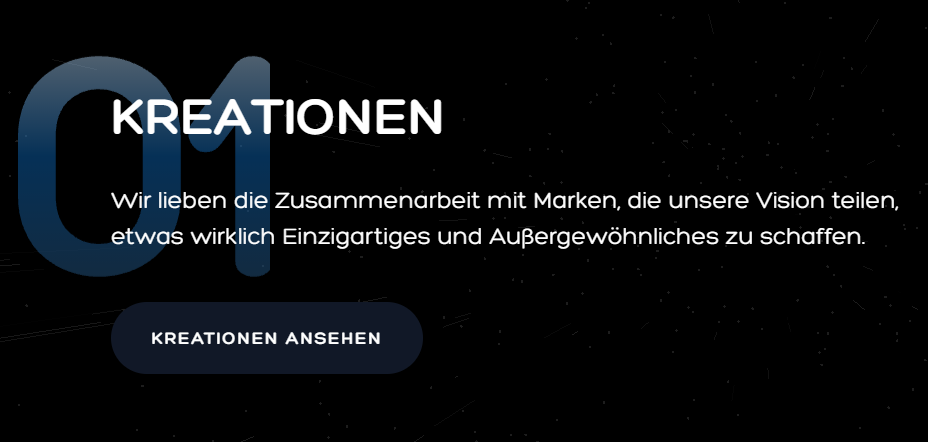 01
KREATIONEN
Wir lieben die Zusammenarbeit mit Marken, die unsere Vision teilen,
etwas wirklich Einzigartiges und Außergewöhnliches zu schaffen.
KREATIONEN ANSEHEN